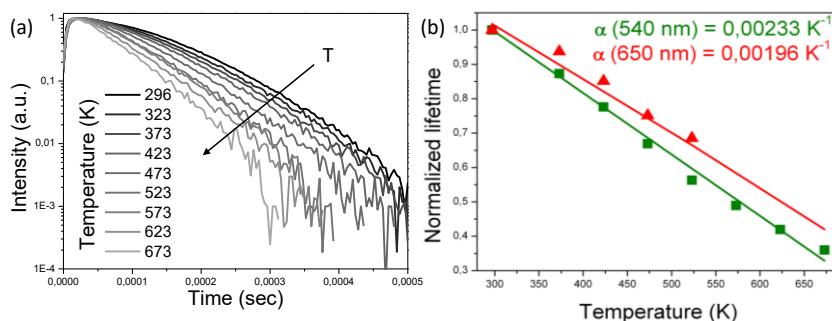 (a)
Intensity (a.u.)
1
0,1
0,01
1E-3
1E-4
Temperature (K)
296
323
373
423
473
523
573
623
673
T
0,0000
0,0001
0,0002
0,0003
0,0004
0,0005
Time (sec)
(b)
α (540 nm) = 0,00233 K⁻¹
α (650 nm) = 0,00196 K⁻¹
Normalized lifetime
1,0
0,9
0,8
0,7
0,6
0,5
0,4
0,3
300
350
400
450
500
550
600
650
Temperature (K)